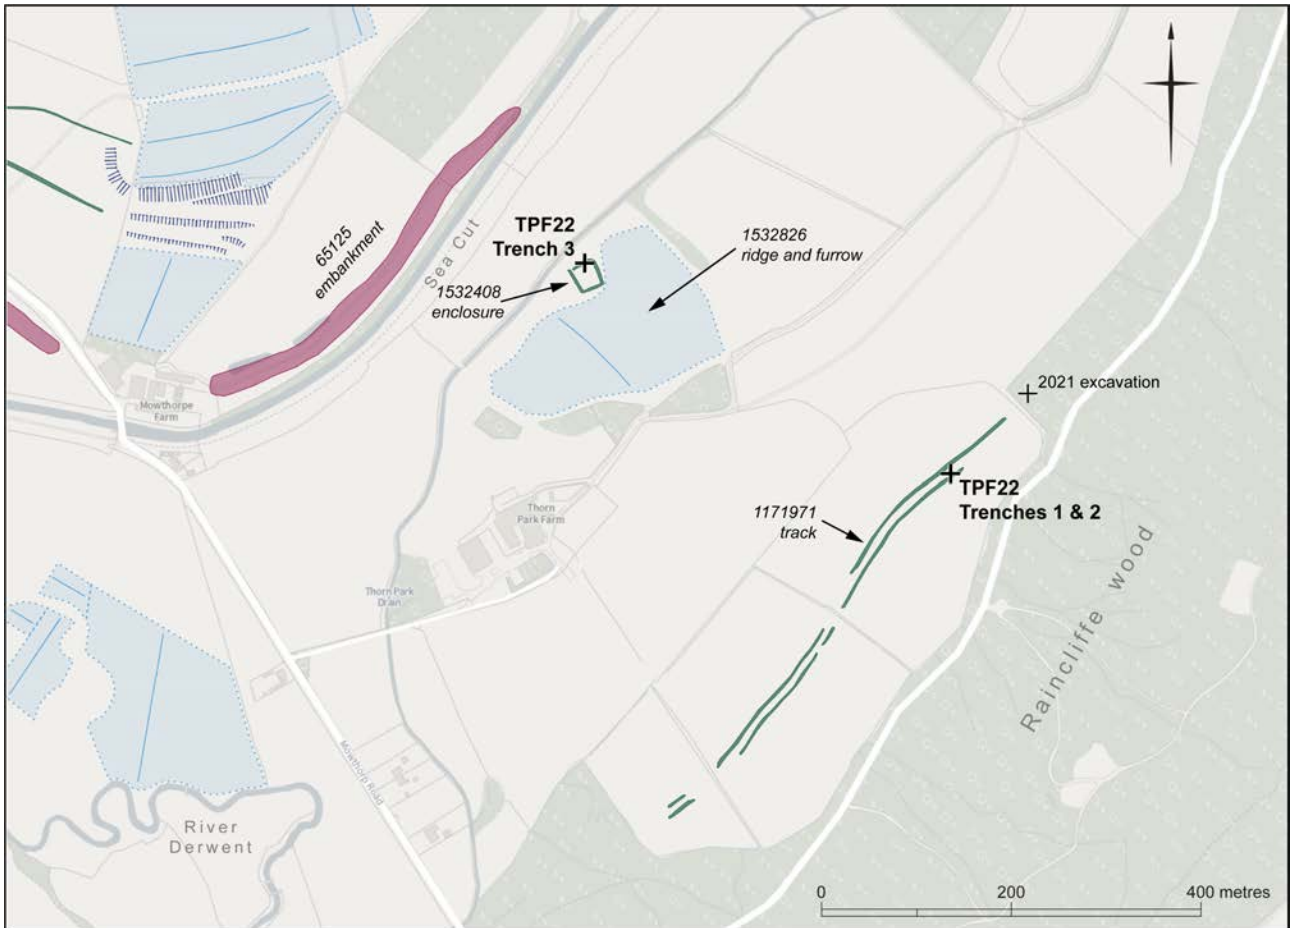 65125
embankment
Sea Cut
TPF22
Trench 3
1532408
enclosure
1532826
ridge and furrow
Mowthorpe
Farm
2021 excavation
TPF22
Trenches 1 & 2
1171971
track
Thorn
Park Farm
Thorn Park
Drain
Raincliffe wood
Mowthorp Road
River
Derwent
0 200 400 metres